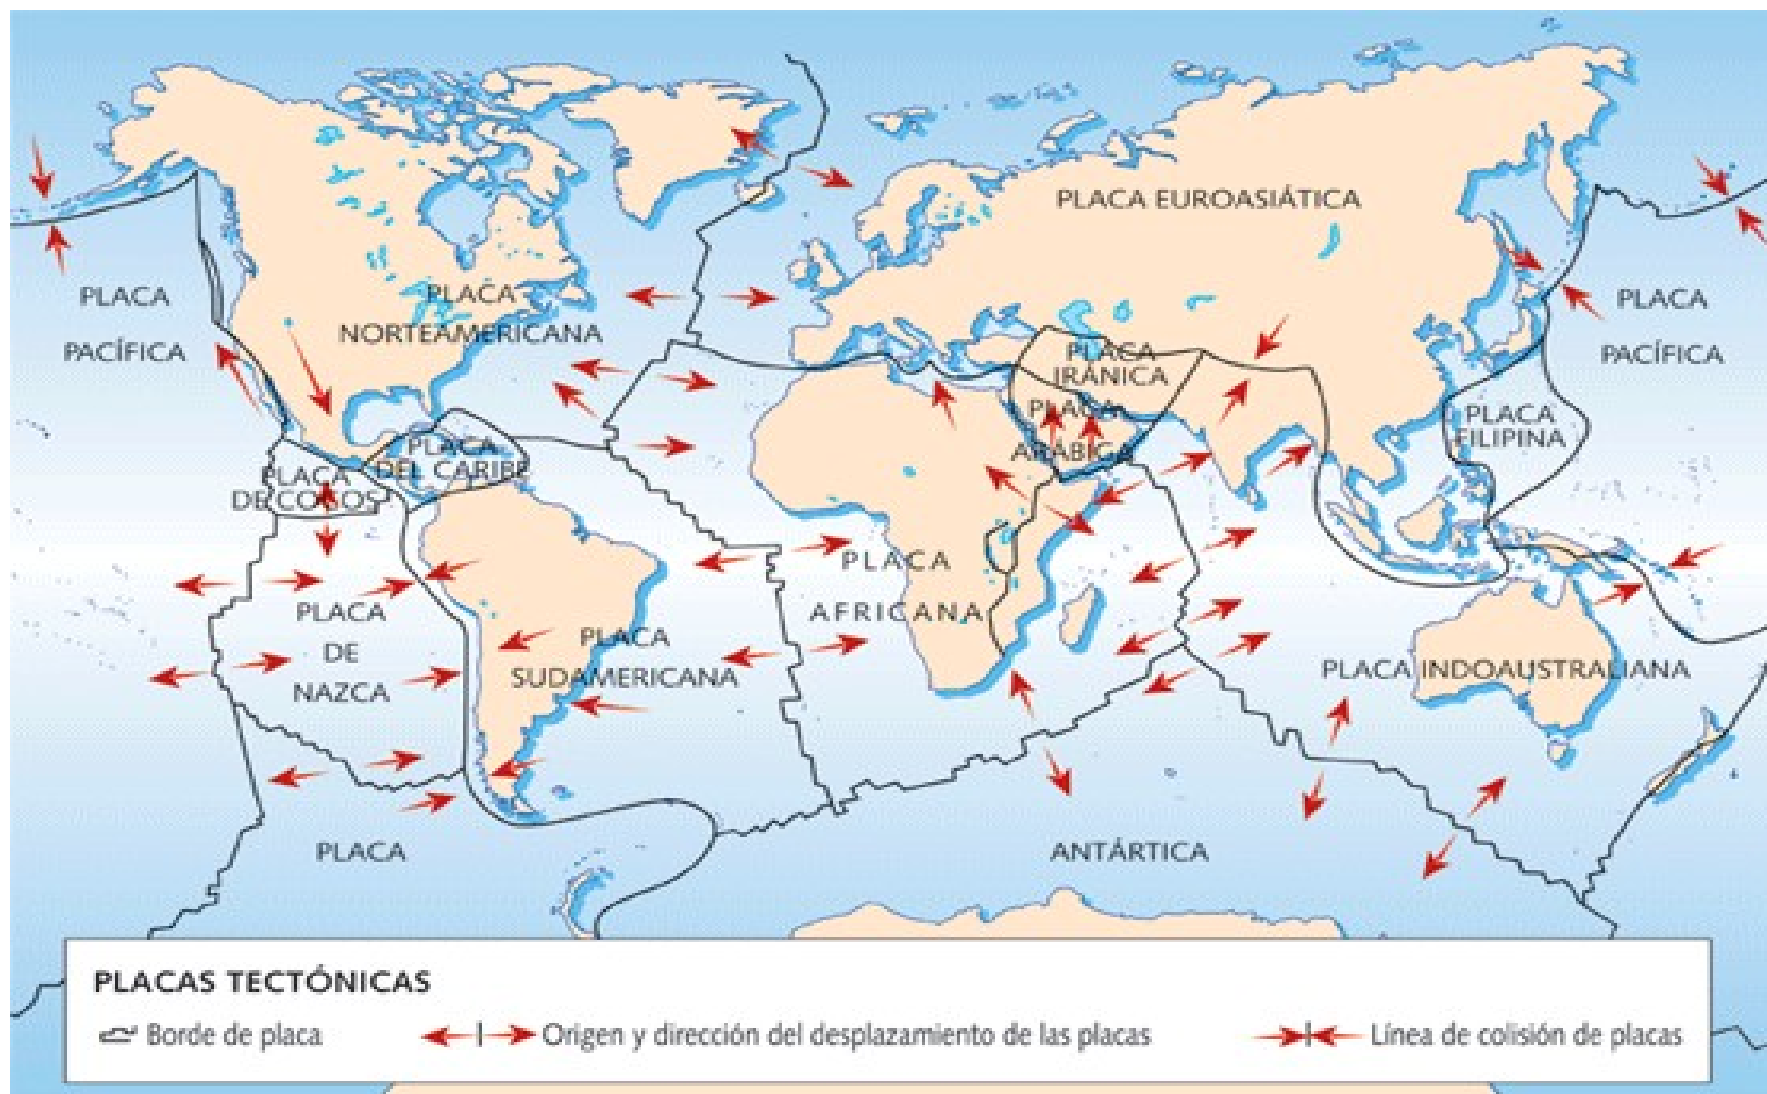 PLACA EUROASIÁTICA
PLACA
PACÍFICA
PLACA
NORTEAMERICANA
PLACA
IRÁNICA
PLACA
ARÁBIGA
PLACA
PACÍFICA
PLACA
FILIPINA
PLACA
DEL CARIBE
PLACA
DE COCOS
PLACA
AFRICANA
PLACA
DE
NAZCA
PLACA
SUDAMERICANA
PLACA INDOAUSTRALIANA
PLACA
ANTÁRTICA
PLACAS TECTÓNICAS
Borde de placa
Origen y dirección del desplazamiento de las placas
Línea de colisión de placas